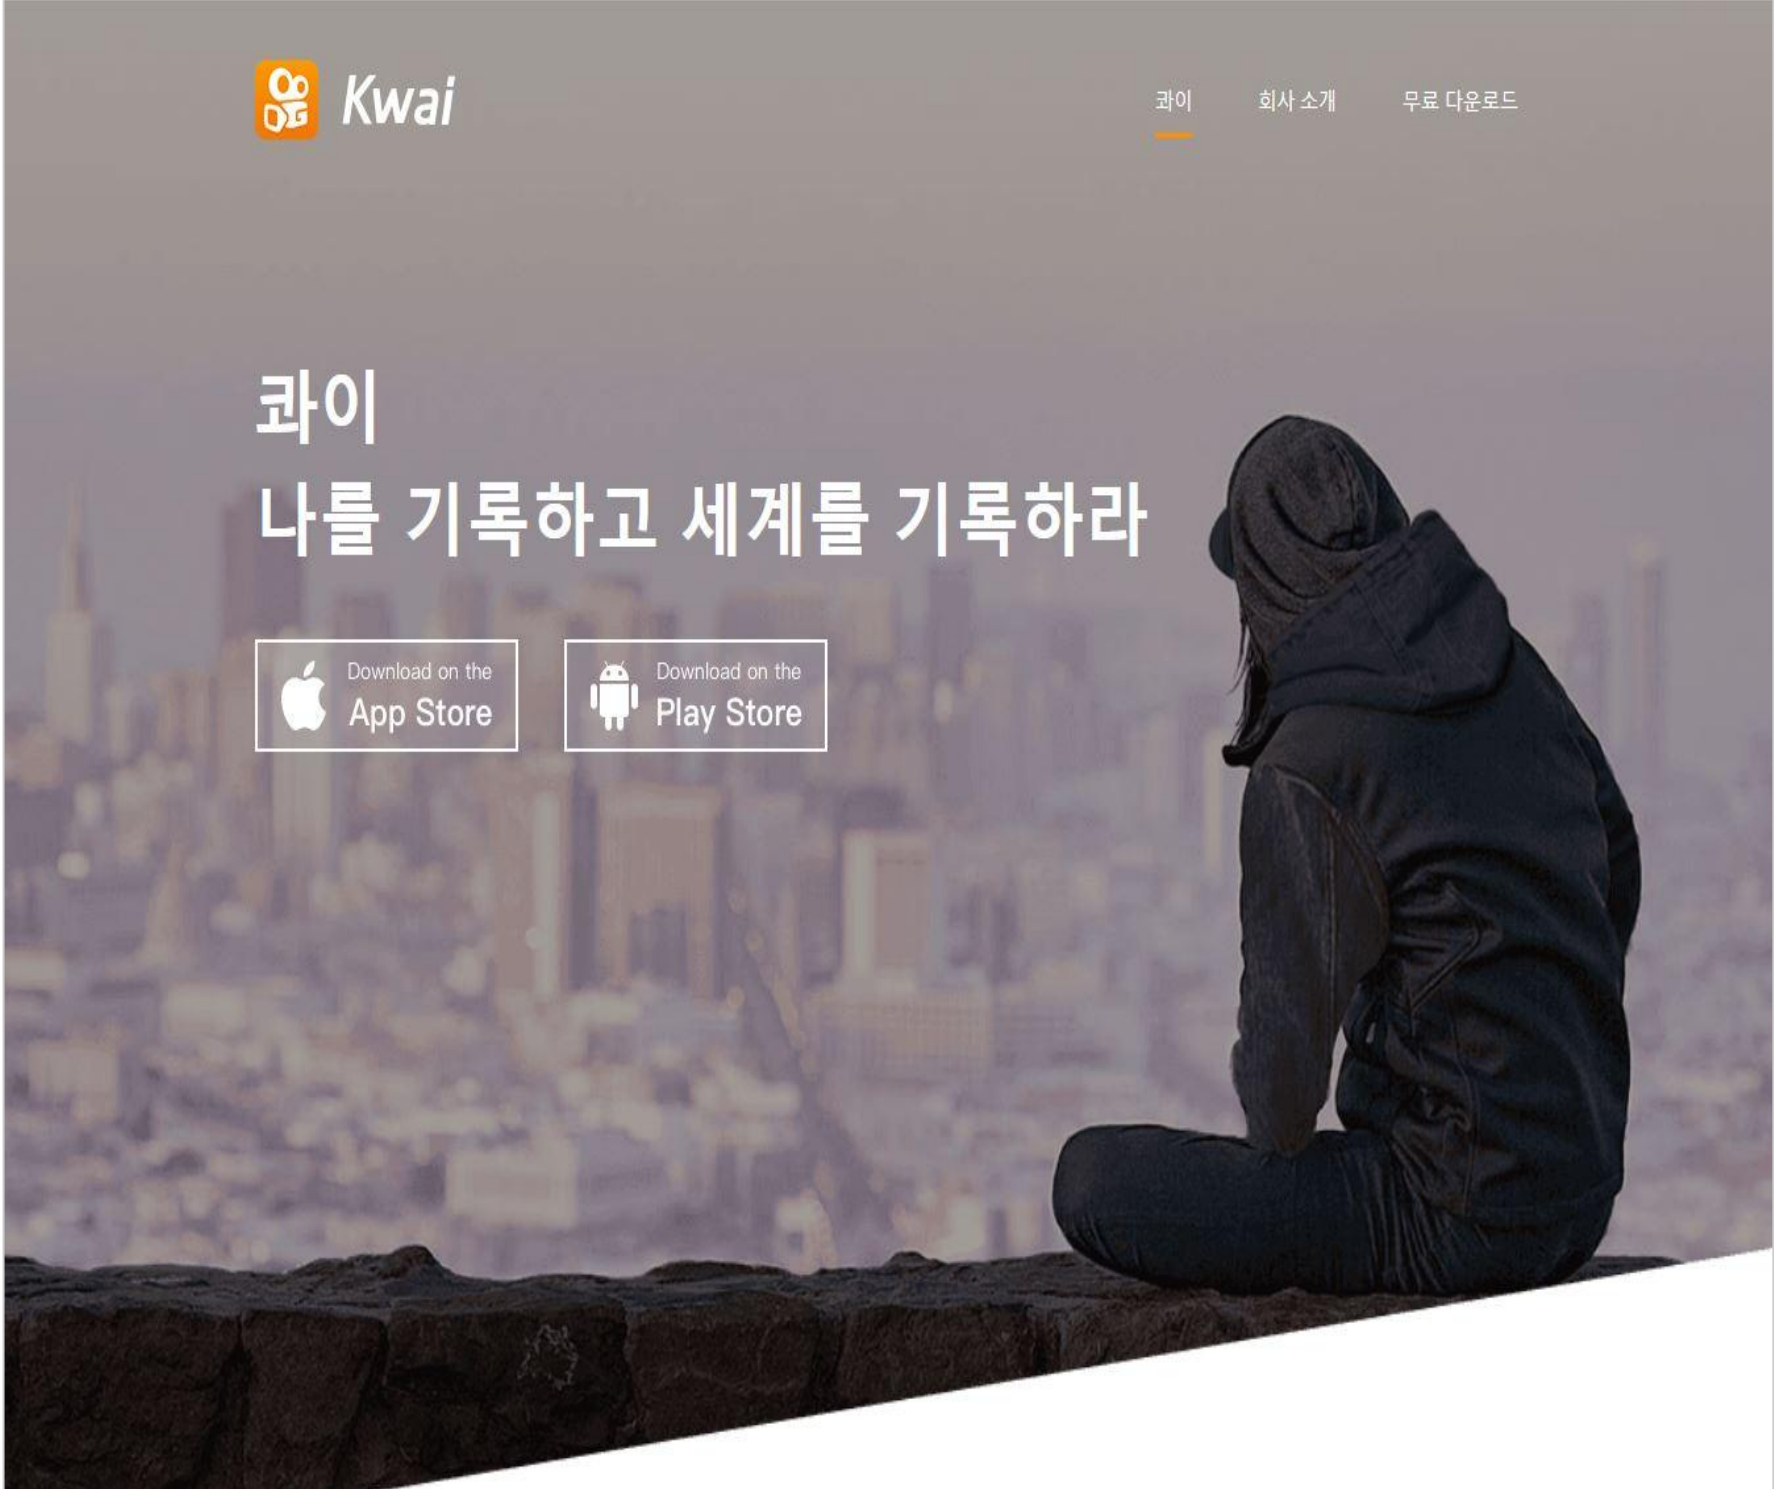 Kwai
콰이
회사 소개
무료 다운로드
콰이
나를 기록하고 세계를 기록하라
Download on the
App Store
Download on the
Play Store